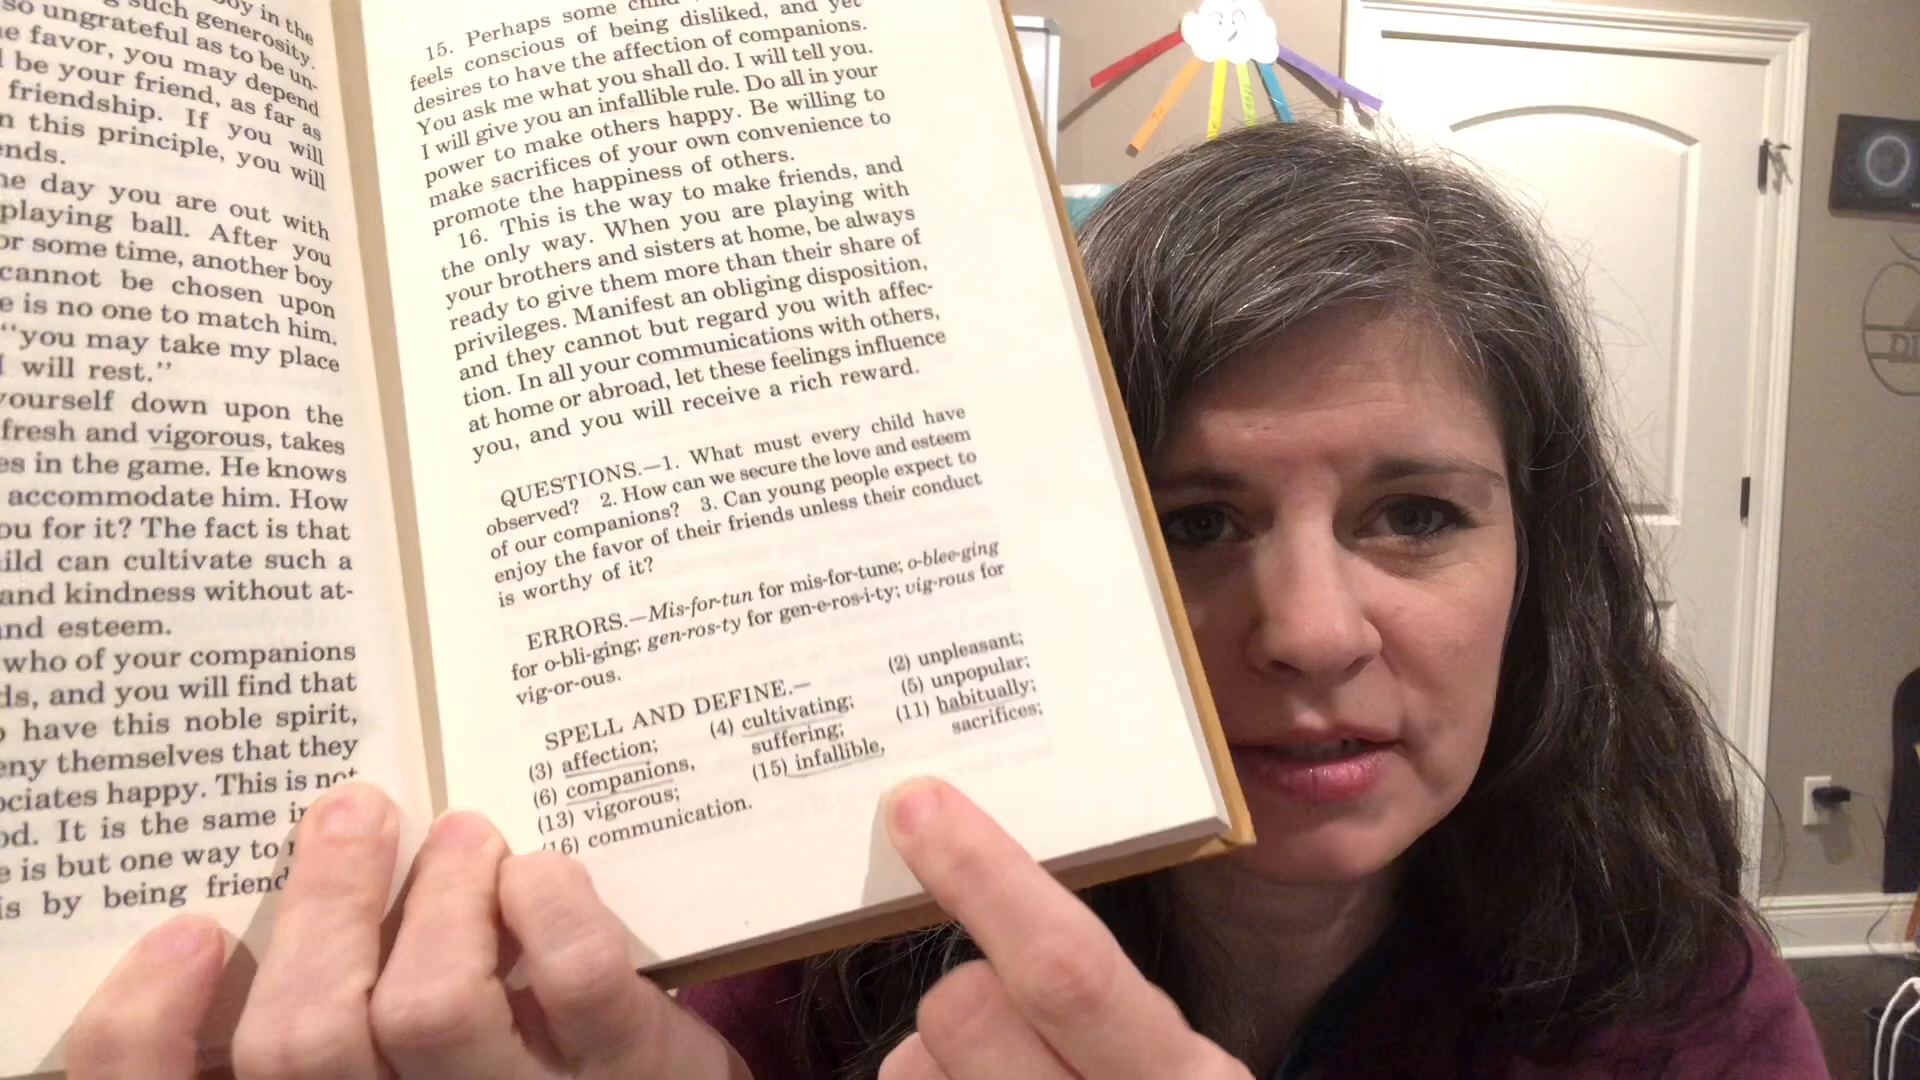 boy in the
such generosity.
so ungrateful as to be un-
e favor, you may depend
be your friend, as far as
friendship. If you will
n this principle, you will
ends.
ne day you are out with
playing ball. After you
or some time, another boy
cannot be chosen upon
e is no one to match him.
"you may take my place
I will rest."
yourself down upon the
fresh and vigorous, takes
es in the game. He knows
accommodate him. How
ou for it? The fact is that
ild can cultivate such a
and kindness without at-
nd esteem.
who of your companions
ds, and you will find that
have this noble spirit,
eny themselves that they
ociates happy. This is not
od. It is the same in
e is but one way to
is by being friend
15. Perhaps some child
feels conscious of being disliked, and yet
desires to have the affection of companions.
You ask me what you shall do. I will tell you.
I will give you an infallible rule. Do all in your
power to make others happy. Be willing to
make sacrifices of your own convenience to
promote the happiness of others.
16. This is the way to make friends, and
the only way. When you are playing with
your brothers and sisters at home, be always
ready to give them more than their share of
privileges. Manifest an obliging disposition,
and they cannot but regard you with affec-
tion. In all your communications with others,
at home or abroad, let these feelings influence
you, and you will receive a rich reward.
QUESTIONS.—1. What must every child have
observed? 2. How can we secure the love and esteem
of our companions? 3. Can young people expect to
enjoy the favor of their friends unless their conduct
is worthy of it?
ERRORS.—Mis-for-tun for mis-for-tune; o-blee-ging
for o-bli-ging; gen-ros-ty for gen-e-ros-i-ty; vig-rous for
vig-or-ous.
SPELL AND DEFINE.— (2) unpleasant;
(3) affection; (4) cultivating; (5) unpopular;
(6) companions, suffering; (11) habitually;
(13) vigorous; (15) infallible, sacrifices;
(16) communication.